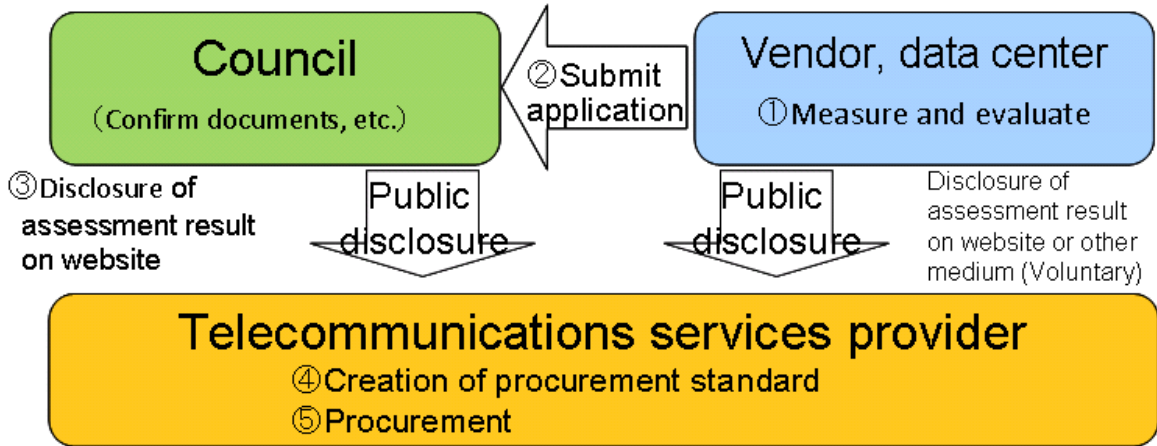 Council
（Confirm documents, etc.）
②Submit
application
Vendor, data center
①Measure and evaluate
③Disclosure of
assessment result
on website
Public
disclosure
Public
disclosure
Disclosure of
assessment result
on website or other
medium (Voluntary)
Telecommunications services provider
④Creation of procurement standard
⑤Procurement